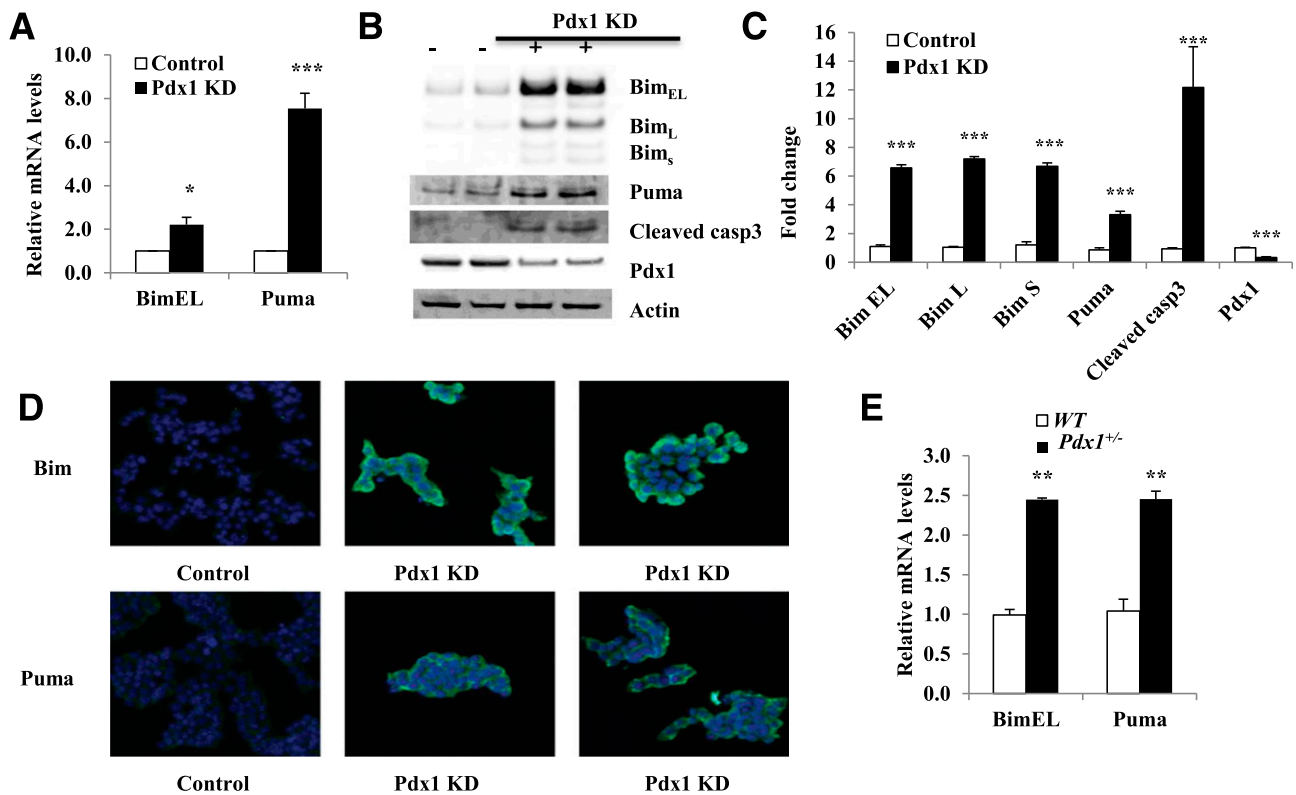 A
Relative mRNA levels
10.0
8.0
6.0
4.0
2.0
0.0
Control
Pdx1 KD
*
***
BimEL
Puma
B
Pdx1 KD
- - + +
BimEL
BimL
Bims
Puma
Cleaved casp3
Pdx1
Actin
C
Fold change
16
14
12
10
8
6
4
2
0
Control
Pdx1 KD
***
***
***
***
***
***
Bim EL
Bim L
Bim S
Puma
Cleaved casp3
Pdx1
D
Bim
Control
Pdx1 KD
Pdx1 KD
Puma
Control
Pdx1 KD
Pdx1 KD
E
WT
Pdx1+/-
Relative mRNA levels
3.0
2.5
2.0
1.5
1.0
0.5
0.0
**
**
BimEL
Puma